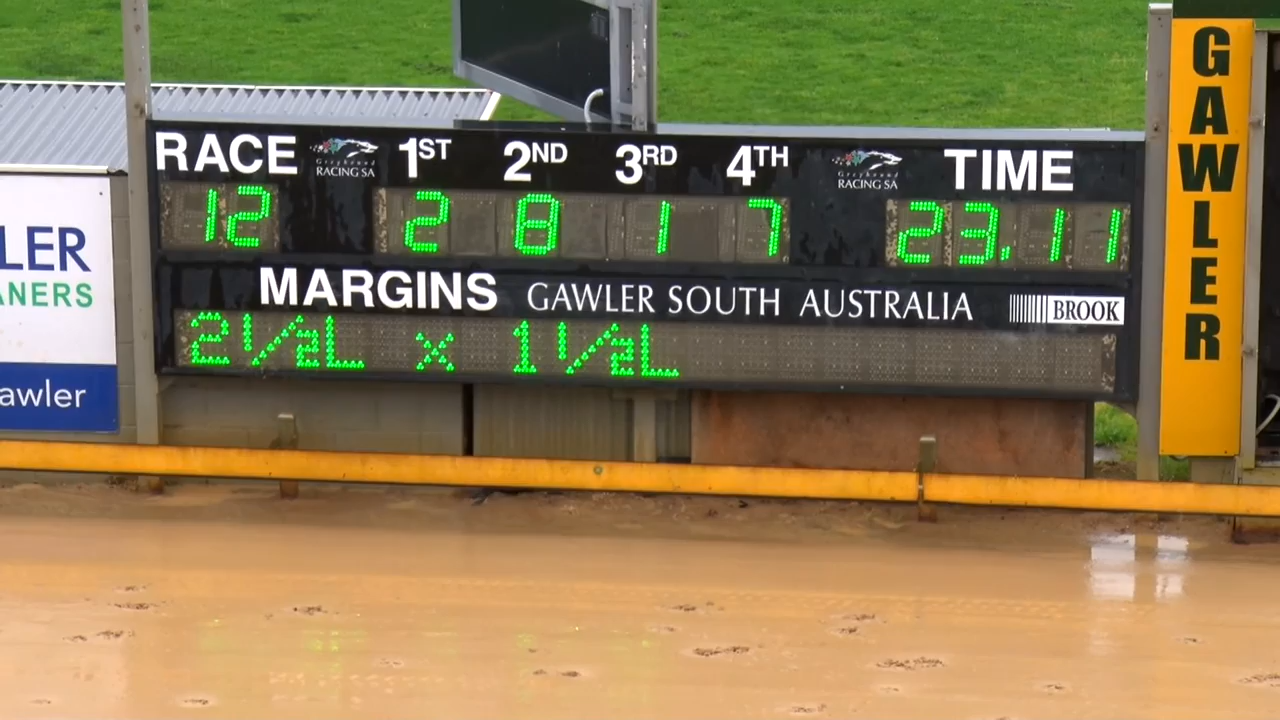 RACE 1ST 2ND 3RD 4TH TIME
Greyhound RACING SA
Greyhound RACING SA
12 2 8 1 7 23.11
MARGINS GAWLER SOUTH AUSTRALIA BROOK
2½L x 1½L
GAWLER
LER
ANERS
awler